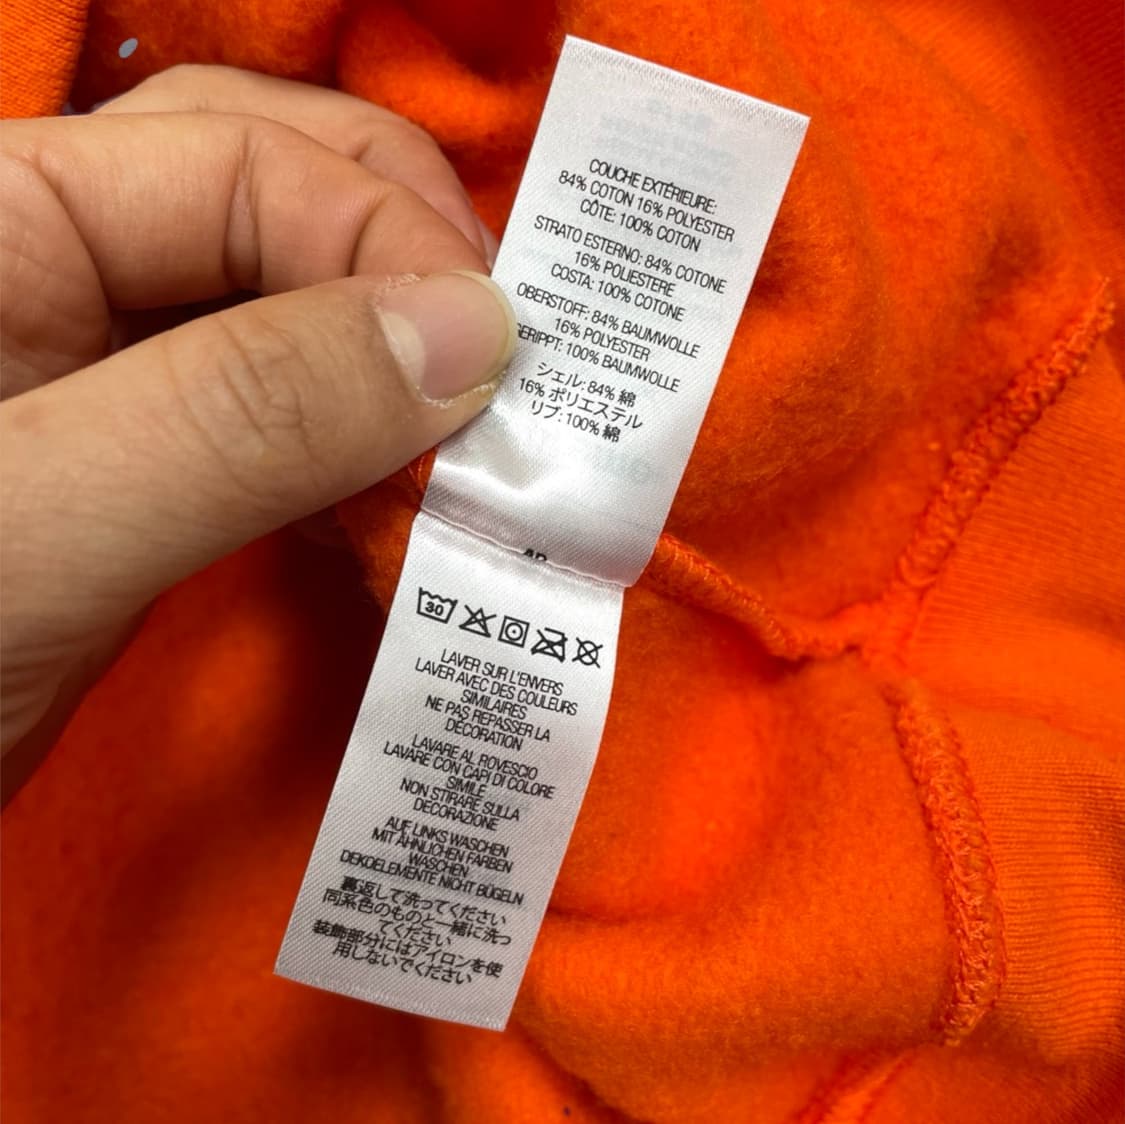 COUCHE EXTÉRIEURE:
84% COTON 16% POLYESTER
CÔTE: 100% COTON
STRATO ESTERNO: 84% COTONE
16% POLIESTERE
COSTA: 100% COTONE
OBERSTOFF: 84% BAUMWOLLE
16% POLYESTER
GERIPPT: 100% BAUMWOLLE
シェル: 84% 綿
16% ポリエステル
リブ: 100% 綿
30
LAVER SUR L'ENVERS
LAVER AVEC DES COULEURS
SIMILAIRES
NE PAS REPASSER LA
DÉCORATION
LAVARE AL ROVESCIO
LAVARE CON CAPI DI COLORE
SIMILE
NON STIRARE SULLA
DECORAZIONE
AUF LINKS WASCHEN
MIT ÄHNLICHEN FARBEN
WASCHEN
DEKOELEMENTE NICHT BÜGELN
裏返して洗ってください
同系色のものと一緒に洗っ
てください
装飾部分にはアイロンを使
用しないでください